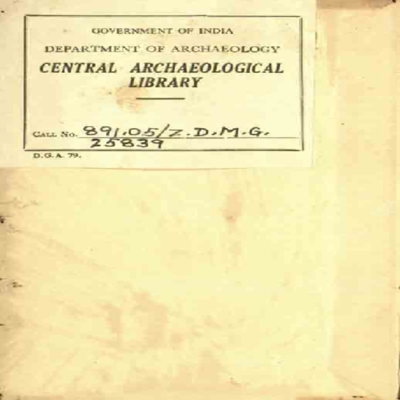 GOVERNMENT OF INDIA
DEPARTMENT OF ARCHAEOLOGY
CENTRAL ARCHAEOLOGICAL
LIBRARY
CALL No. 891.05/Z.D.M.G.
25839
D.G.A. 79.